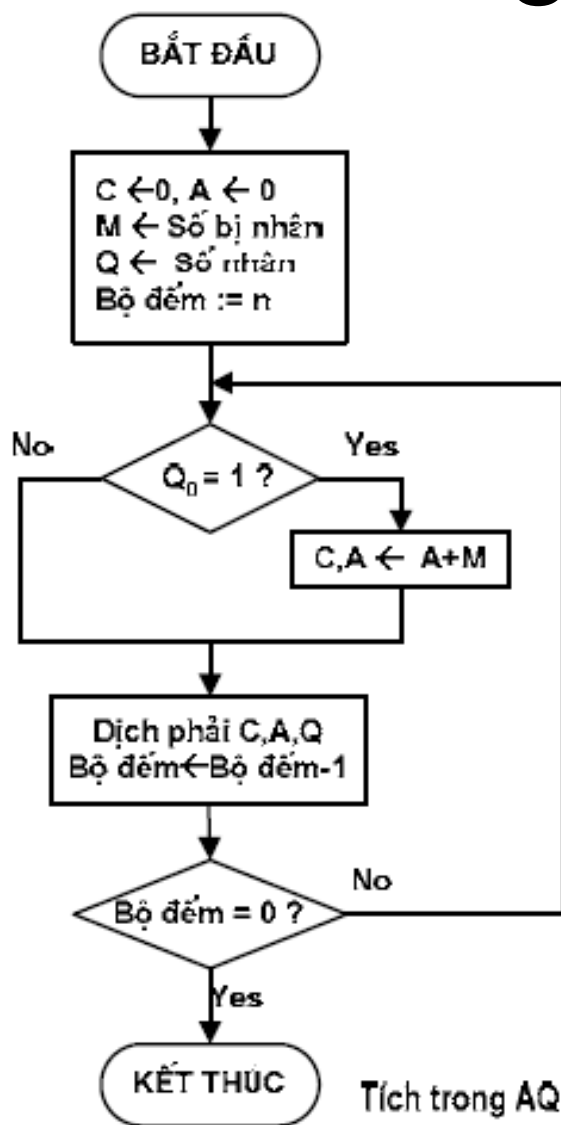 BẮT ĐẦU
C ←0, A ← 0
M ← Số bị nhân
Q ← Số nhân
Bộ đếm := n
No
Q₀ = 1 ?
Yes
C,A ← A+M
Dịch phải C,A,Q
Bộ đếm←Bộ đếm-1
Bộ đếm = 0 ?
No
Yes
KẾT THÚC
Tích trong AQ